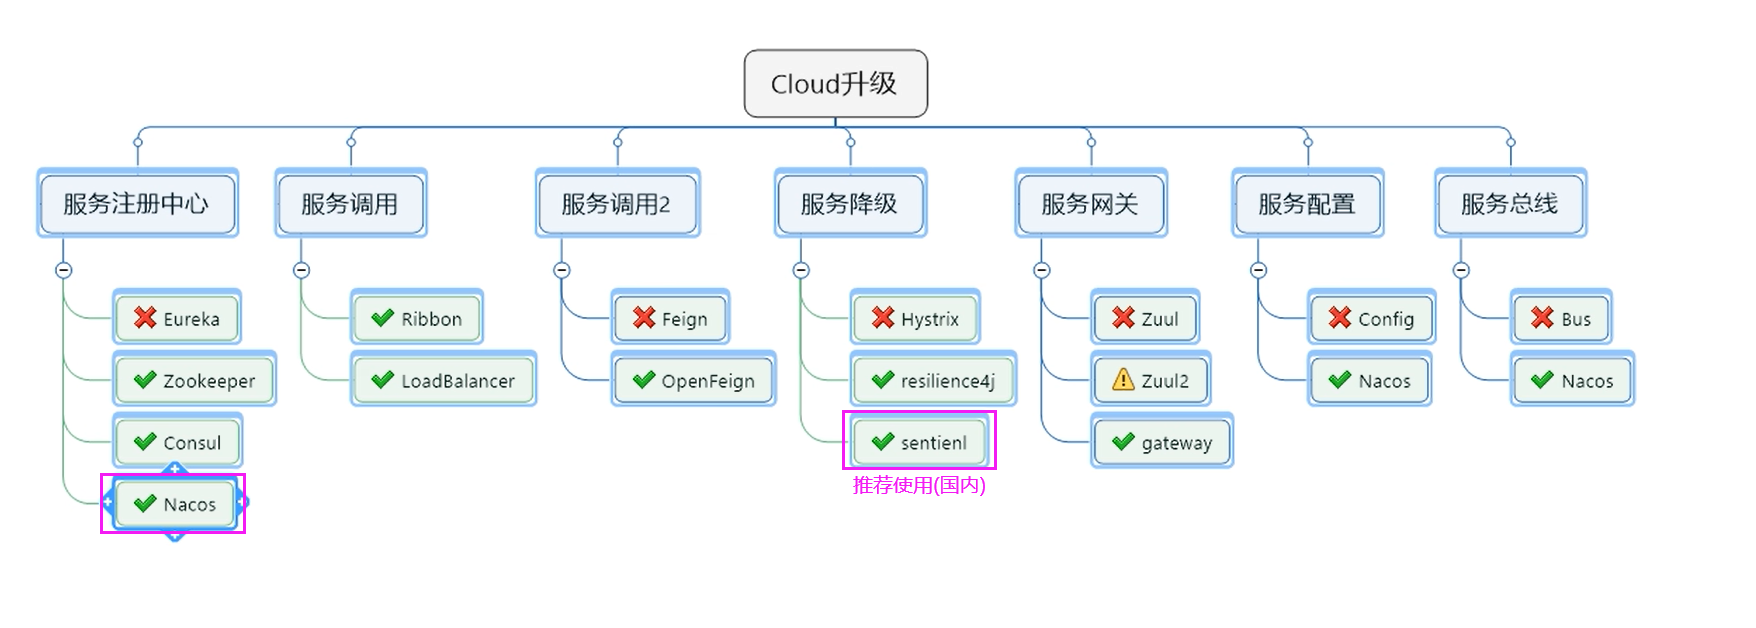 Cloud升级
服务注册中心
Eureka
Zookeeper
Consul
Nacos
服务调用
Ribbon
LoadBalancer
服务调用2
Feign
OpenFeign
服务降级
Hystrix
resilience4j
sentienl
推荐使用(国内)
服务网关
Zuul
Zuul2
gateway
服务配置
Config
Nacos
服务总线
Bus
Nacos